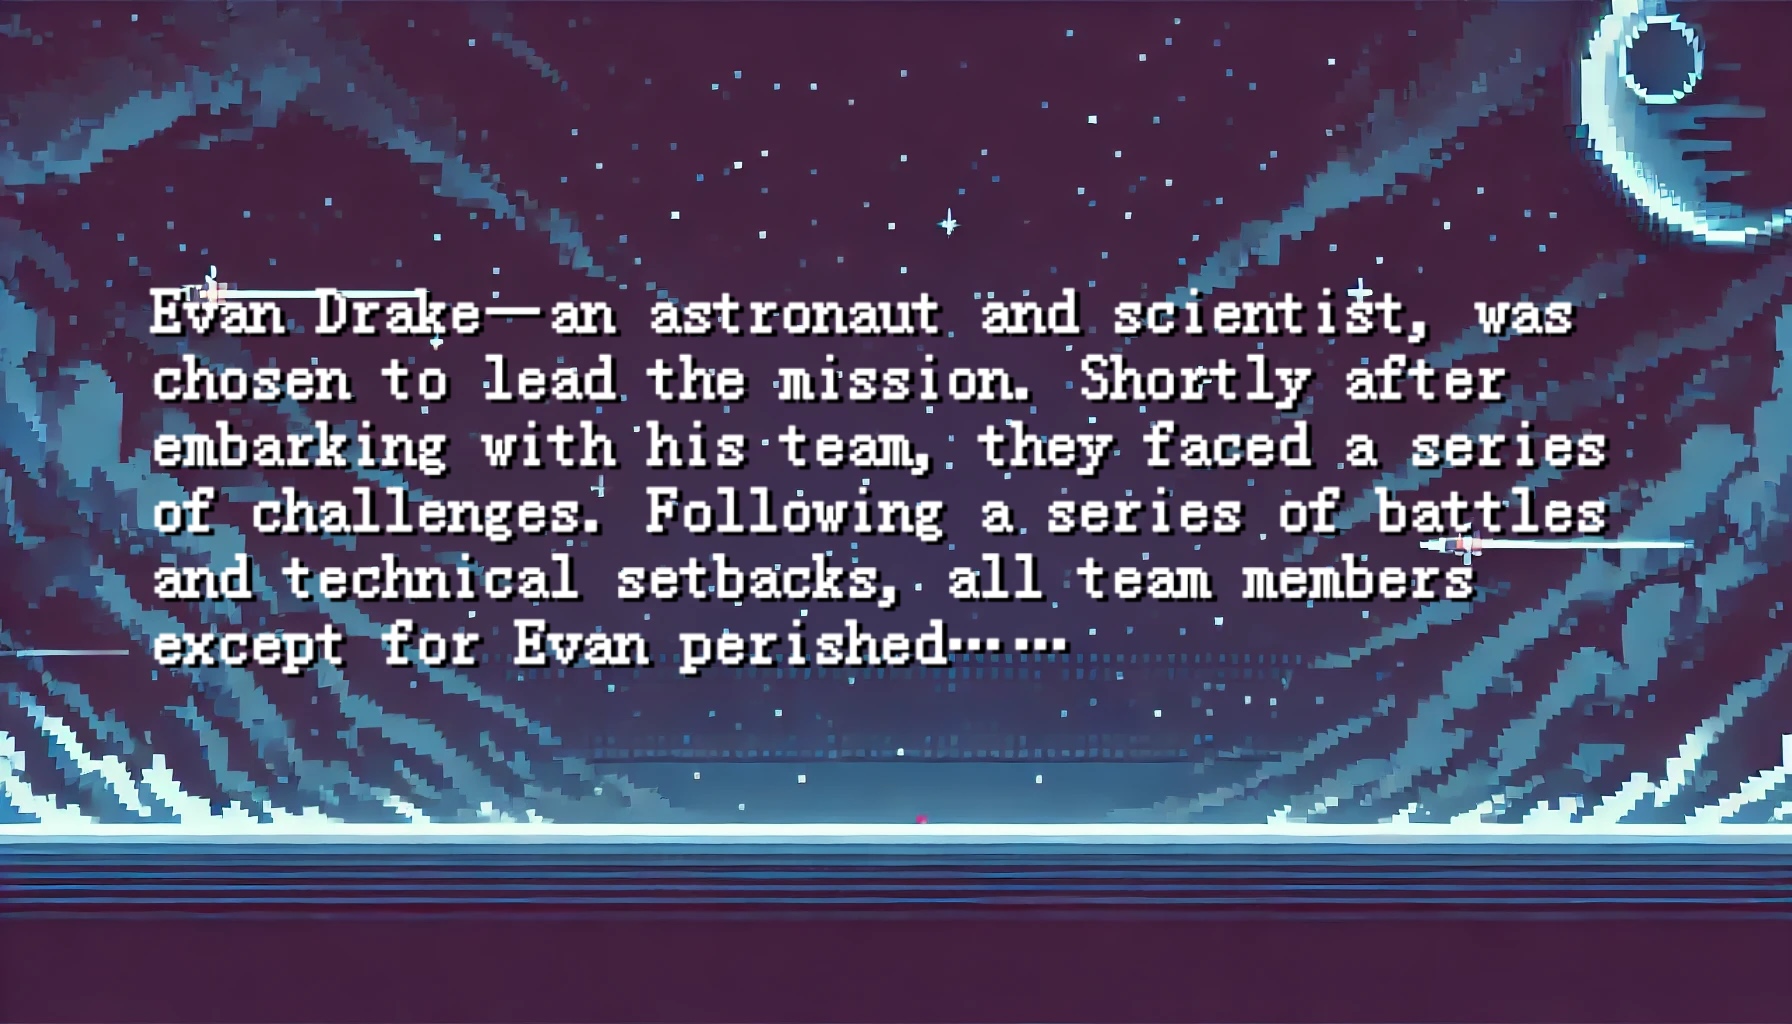 Evan Drake—an astronaut and scientist, was
chosen to lead the mission. Shortly after
embarking with his team, they faced a series
of challenges. Following a series of battles
and technical setbacks, all team members
except for Evan perished……